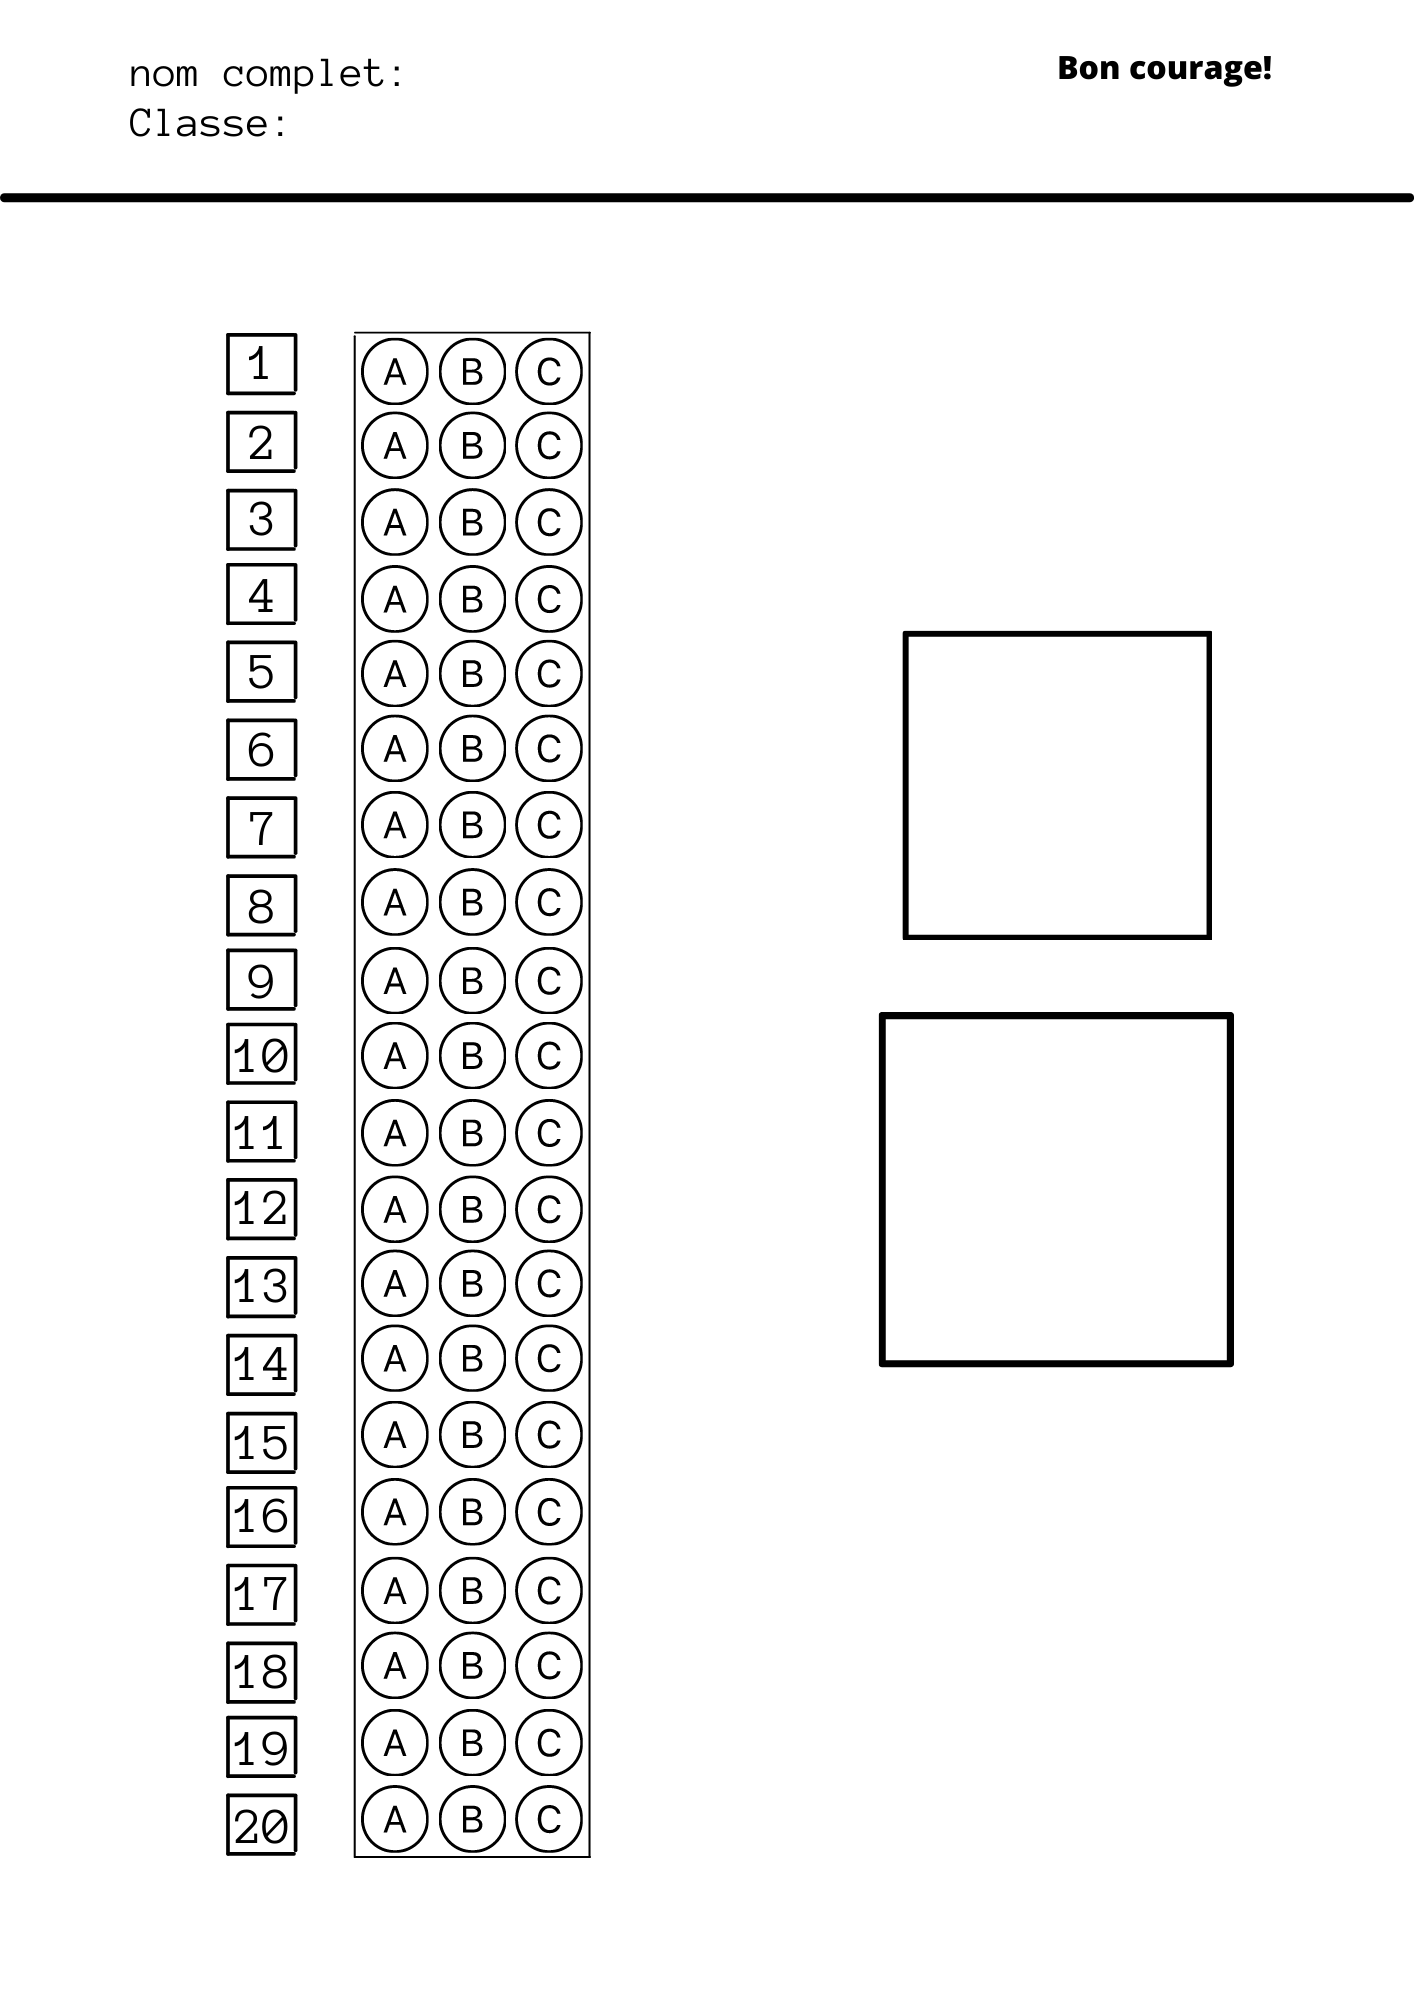 nom complet:
Classe:
Bon courage!
1 A B C
2 A B C
3 A B C
4 A B C
5 A B C
6 A B C
7 A B C
8 A B C
9 A B C
10 A B C
11 A B C
12 A B C
13 A B C
14 A B C
15 A B C
16 A B C
17 A B C
18 A B C
19 A B C
20 A B C